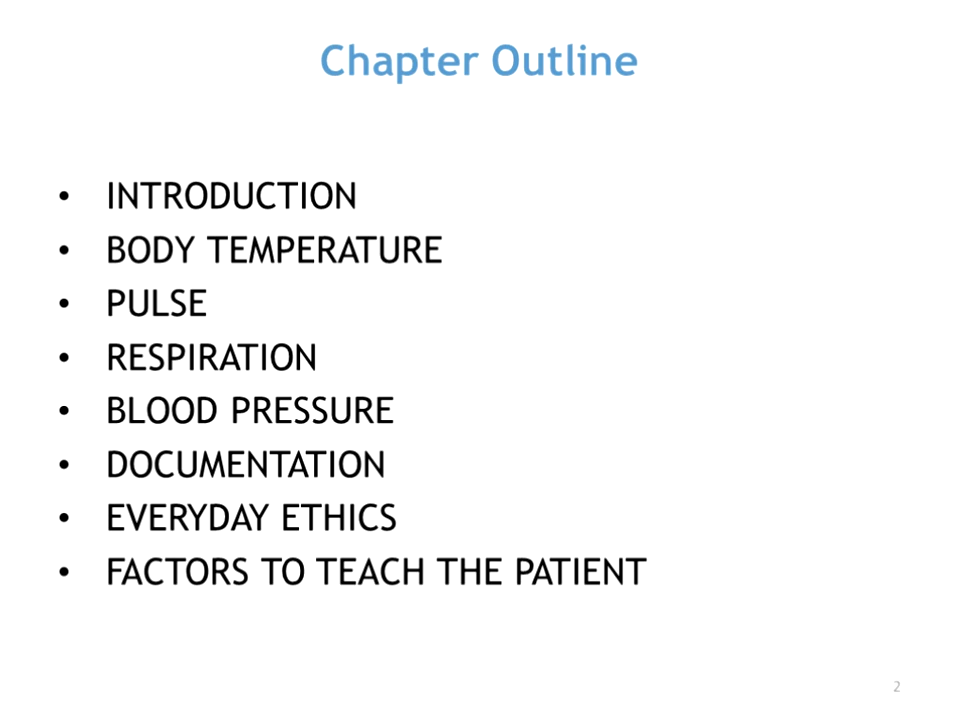 Chapter Outline
• INTRODUCTION
• BODY TEMPERATURE
• PULSE
• RESPIRATION
• BLOOD PRESSURE
• DOCUMENTATION
• EVERYDAY ETHICS
• FACTORS TO TEACH THE PATIENT
2